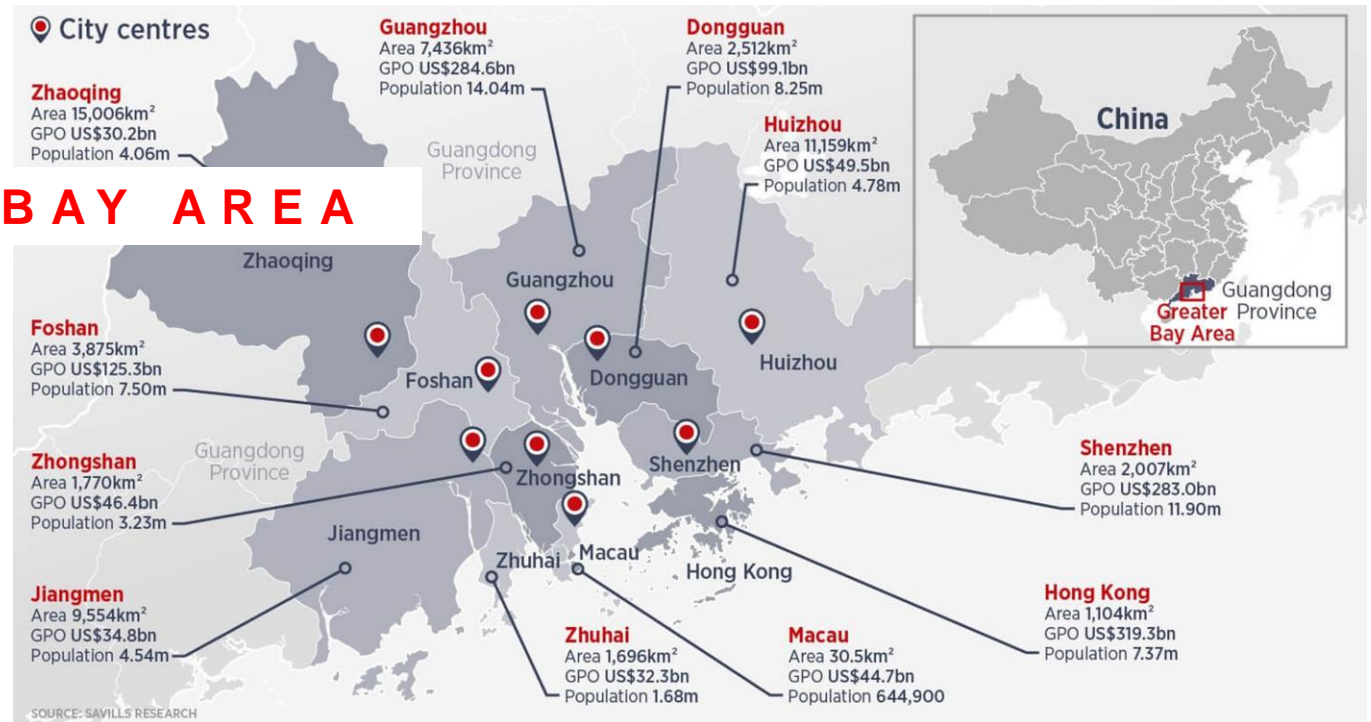 City centres
Zhaoqing
Area 15,006km²
GPO US$30.2bn
Population 4.06m
Guangzhou
Area 7,436km²
GPO US$284.6bn
Population 14.04m
Dongguan
Area 2,512km²
GPO US$99.1bn
Population 8.25m
Huizhou
Area 11,159km²
GPO US$49.5bn
Population 4.78m
China
Guangdong
Province
Greater
Bay Area
Guangdong
Province
BAY AREA
Zhaoqing
Guangzhou
Foshan
Dongguan
Huizhou
Foshan
Area 3,875km²
GPO US$125.3bn
Population 7.50m
Guangdong
Province
Zhongshan
Area 1,770km²
GPO US$46.4bn
Population 3.23m
Zhongshan
Shenzhen
Shenzhen
Area 2,007km²
GPO US$283.0bn
Population 11.90m
Jiangmen
Zhuhai
Macau
Hong Kong
Jiangmen
Area 9,554km²
GPO US$34.8bn
Population 4.54m
Zhuhai
Area 1,696km²
GPO US$32.3bn
Population 1.68m
Macau
Area 30.5km²
GPO US$44.7bn
Population 644,900
Hong Kong
Area 1,104km²
GPO US$319.3bn
Population 7.37m
SOURCE: SAVILLS RESEARCH